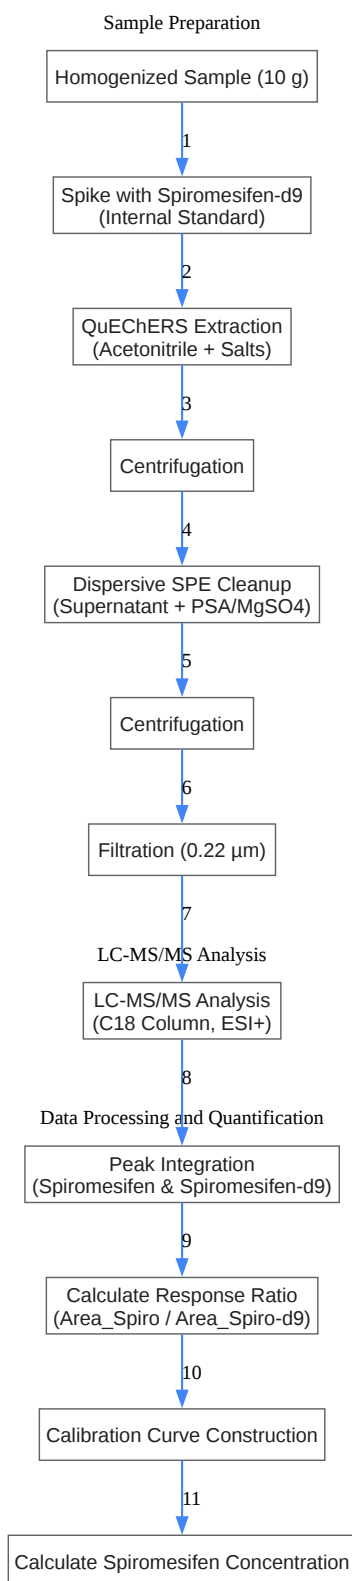 Sample Preparation
Homogenized Sample (10 g)
1
Spike with Spiromesifen-d9
(Internal Standard)
2
QuEChERS Extraction
(Acetonitrile + Salts)
3
Centrifugation
4
Dispersive SPE Cleanup
(Supernatant + PSA/MgSO4)
5
Centrifugation
6
Filtration (0.22 µm)
7
LC-MS/MS Analysis
LC-MS/MS Analysis
(C18 Column, ESI+)
8
Data Processing and Quantification
Peak Integration
(Spiromesifen & Spiromesifen-d9)
9
Calculate Response Ratio
(Area_Spiro / Area_Spiro-d9)
10
Calibration Curve Construction
11
Calculate Spiromesifen Concentration